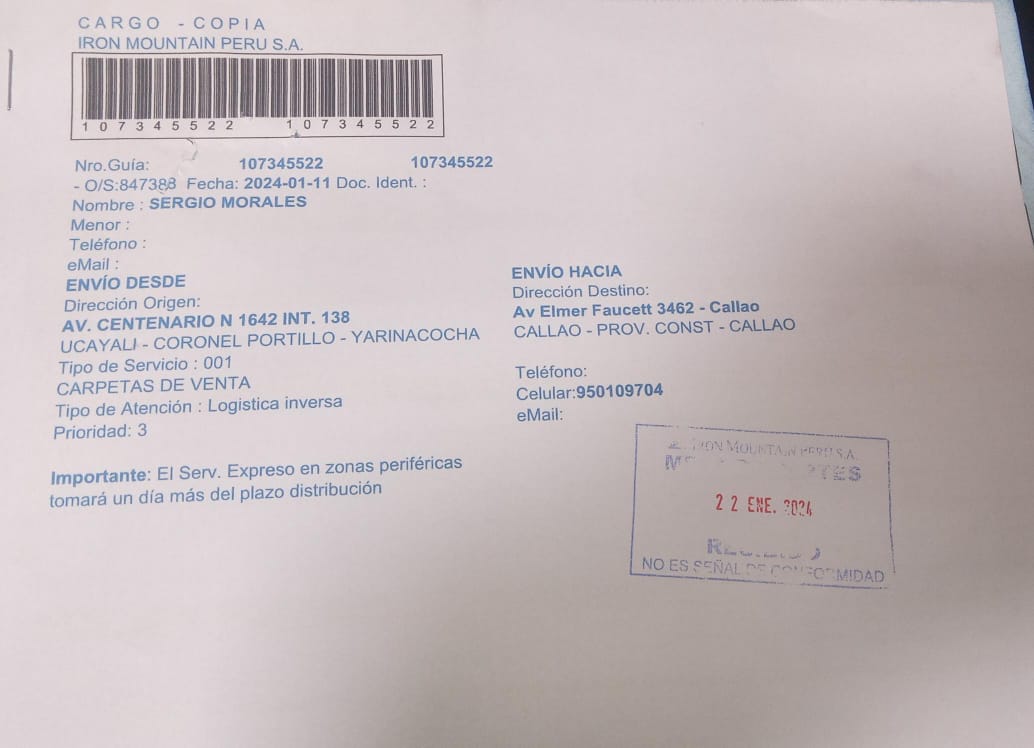 CARGO - COPIA
IRON MOUNTAIN PERU S.A.
107345522 107345522
Nro.Guía: 107345522 107345522
- O/S:847388 Fecha: 2024-01-11 Doc. Ident. :
Nombre : SERGIO MORALES
Menor :
Teléfono :
eMail :
ENVÍO DESDE
Dirección Origen:
AV. CENTENARIO N 1642 INT. 138
UCAYALI - CORONEL PORTILLO - YARINACOCHA
Tipo de Servicio : 001
CARPETAS DE VENTA
Tipo de Atención : Logistica inversa
Prioridad: 3
Importante: El Serv. Expreso en zonas periféricas
tomará un día más del plazo distribución
ENVÍO HACIA
Dirección Destino:
Av Elmer Faucett 3462 - Callao
CALLAO - PROV. CONST - CALLAO
Teléfono:
Celular:950109704
eMail:
IRON MOUNTAIN PERU S.A.
22 ENE. 2024
NO ES SEÑAL DE CONFORMIDAD